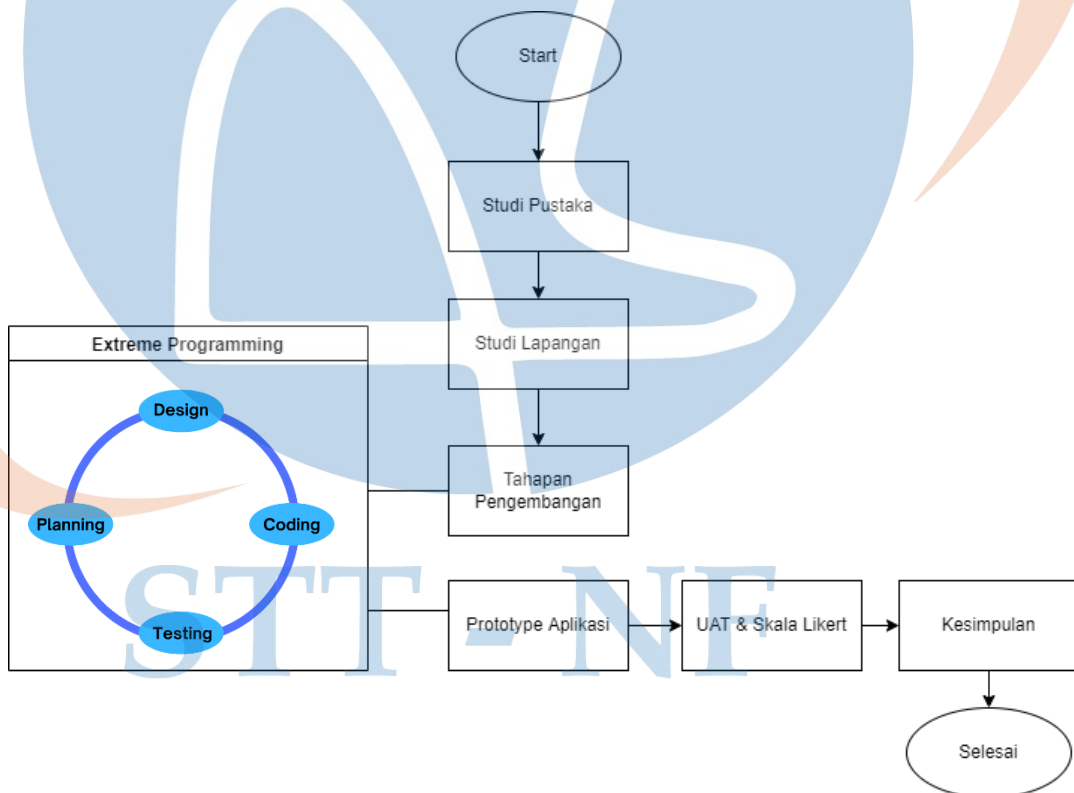 Start
Studi Pustaka
Studi Lapangan
Extreme Programming
Design
Planning
Coding
Testing
Tahapan
Pengembangan
Prototype Aplikasi
UAT & Skala Likert
Kesimpulan
Selesai
STT - NF